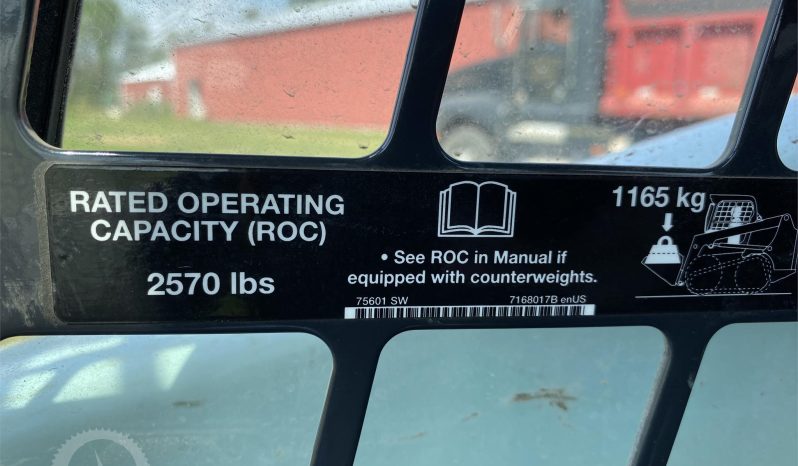 RATED OPERATING
CAPACITY (ROC)
2570 lbs
• See ROC in Manual if
equipped with counterweights.
75601 SW 7168017B enUS
1165 kg